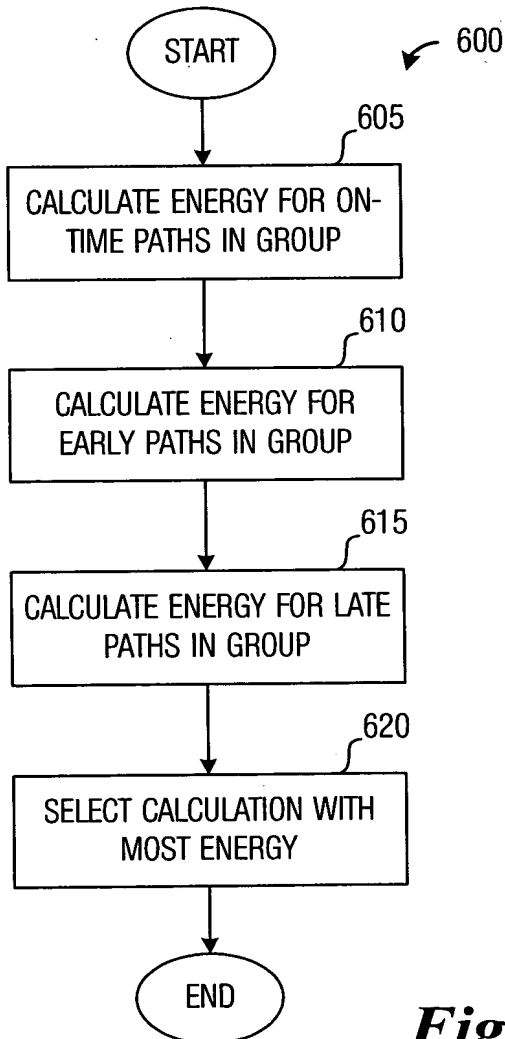 START
600
605
CALCULATE ENERGY FOR ON-
TIME PATHS IN GROUP
610
CALCULATE ENERGY FOR
EARLY PATHS IN GROUP
615
CALCULATE ENERGY FOR LATE
PATHS IN GROUP
620
SELECT CALCULATION WITH
MOST ENERGY
END
Fig